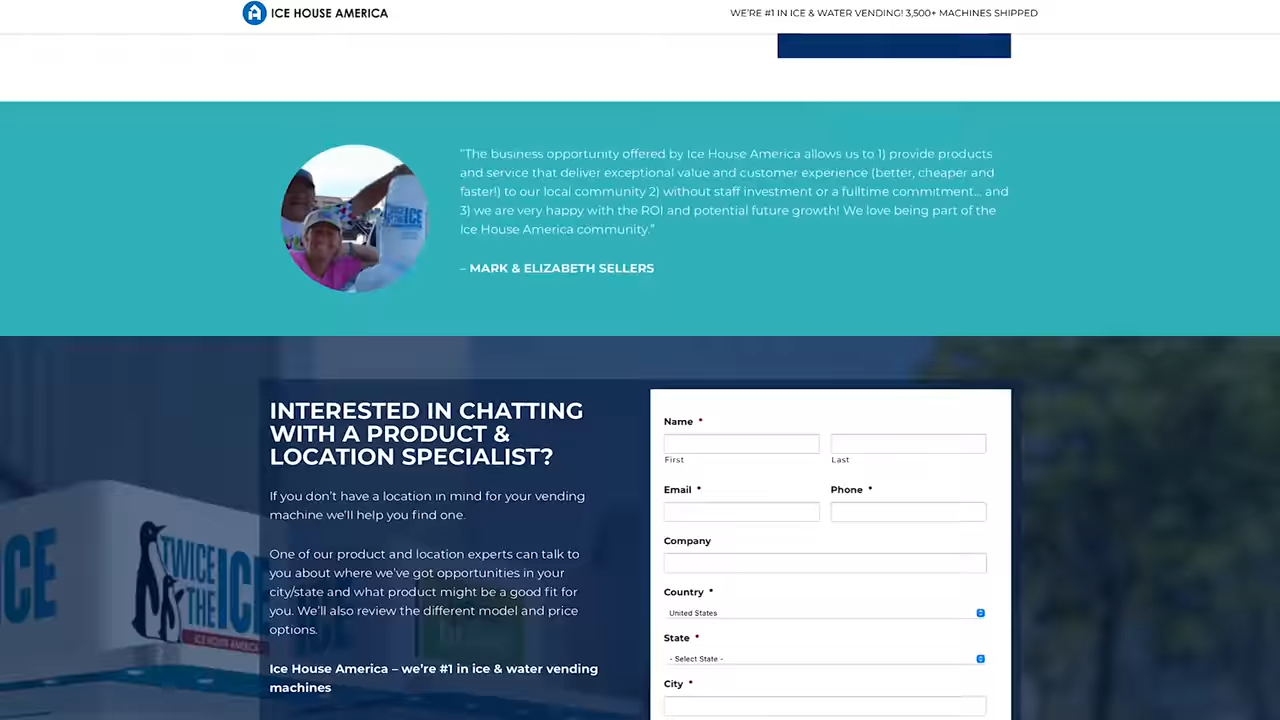 ICE HOUSE AMERICA
WE'RE #1 IN ICE & WATER VENDING! 3,500+ MACHINES SHIPPED
"The business opportunity offered by Ice House America allows us to 1) provide products
and service that deliver exceptional value and customer experience (better, cheaper and
faster!) to our local community 2) without staff investment or a fulltime commitment... and
3) we are very happy with the ROI and potential future growth! We love being part of the
Ice House America community."
– MARK & ELIZABETH SELLERS
TWICE
THE ICE
INTERESTED IN CHATTING
WITH A PRODUCT &
LOCATION SPECIALIST?
If you don't have a location in mind for your vending
machine we'll help you find one.
One of our product and location experts can talk to
you about where we've got opportunities in your
city/state and what product might be a good fit for
you. We'll also review the different model and price
options.
Ice House America – we're #1 in ice & water vending
machines
ICE
TWICE
THE
ICE
ICE HOUSE AMERICA
Name *
First
Last
Email *
Phone *
Company
Country *
United States
State *
- Select State -
City *